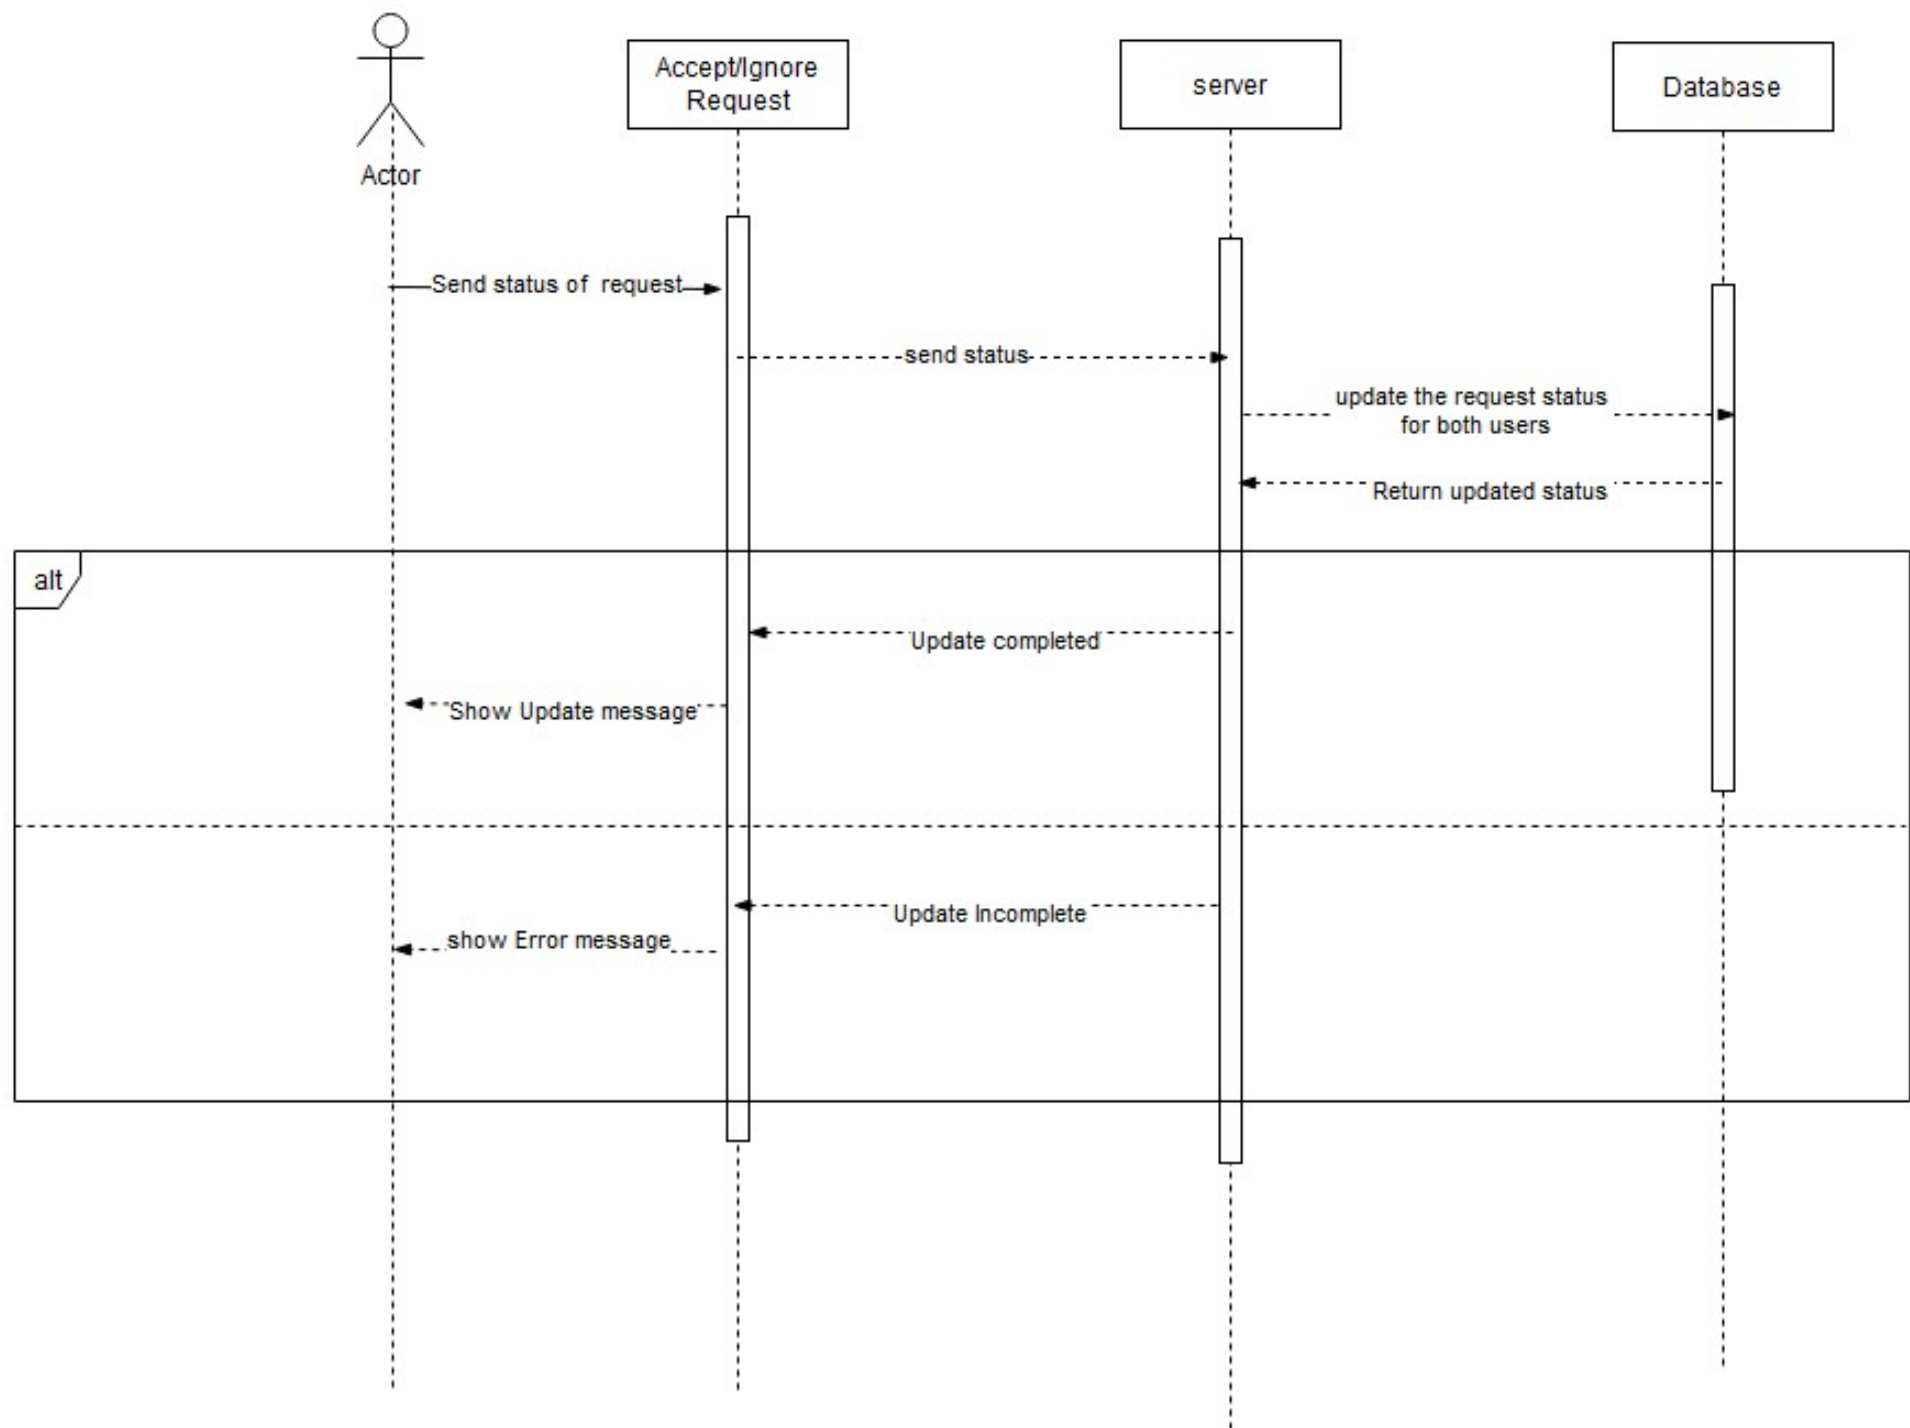 Accept/Ignore
Request
server
Database
Actor
Send status of request
send status
update the request status
for both users
Return updated status
alt
Update completed
Show Update message
Update Incomplete
show Error message